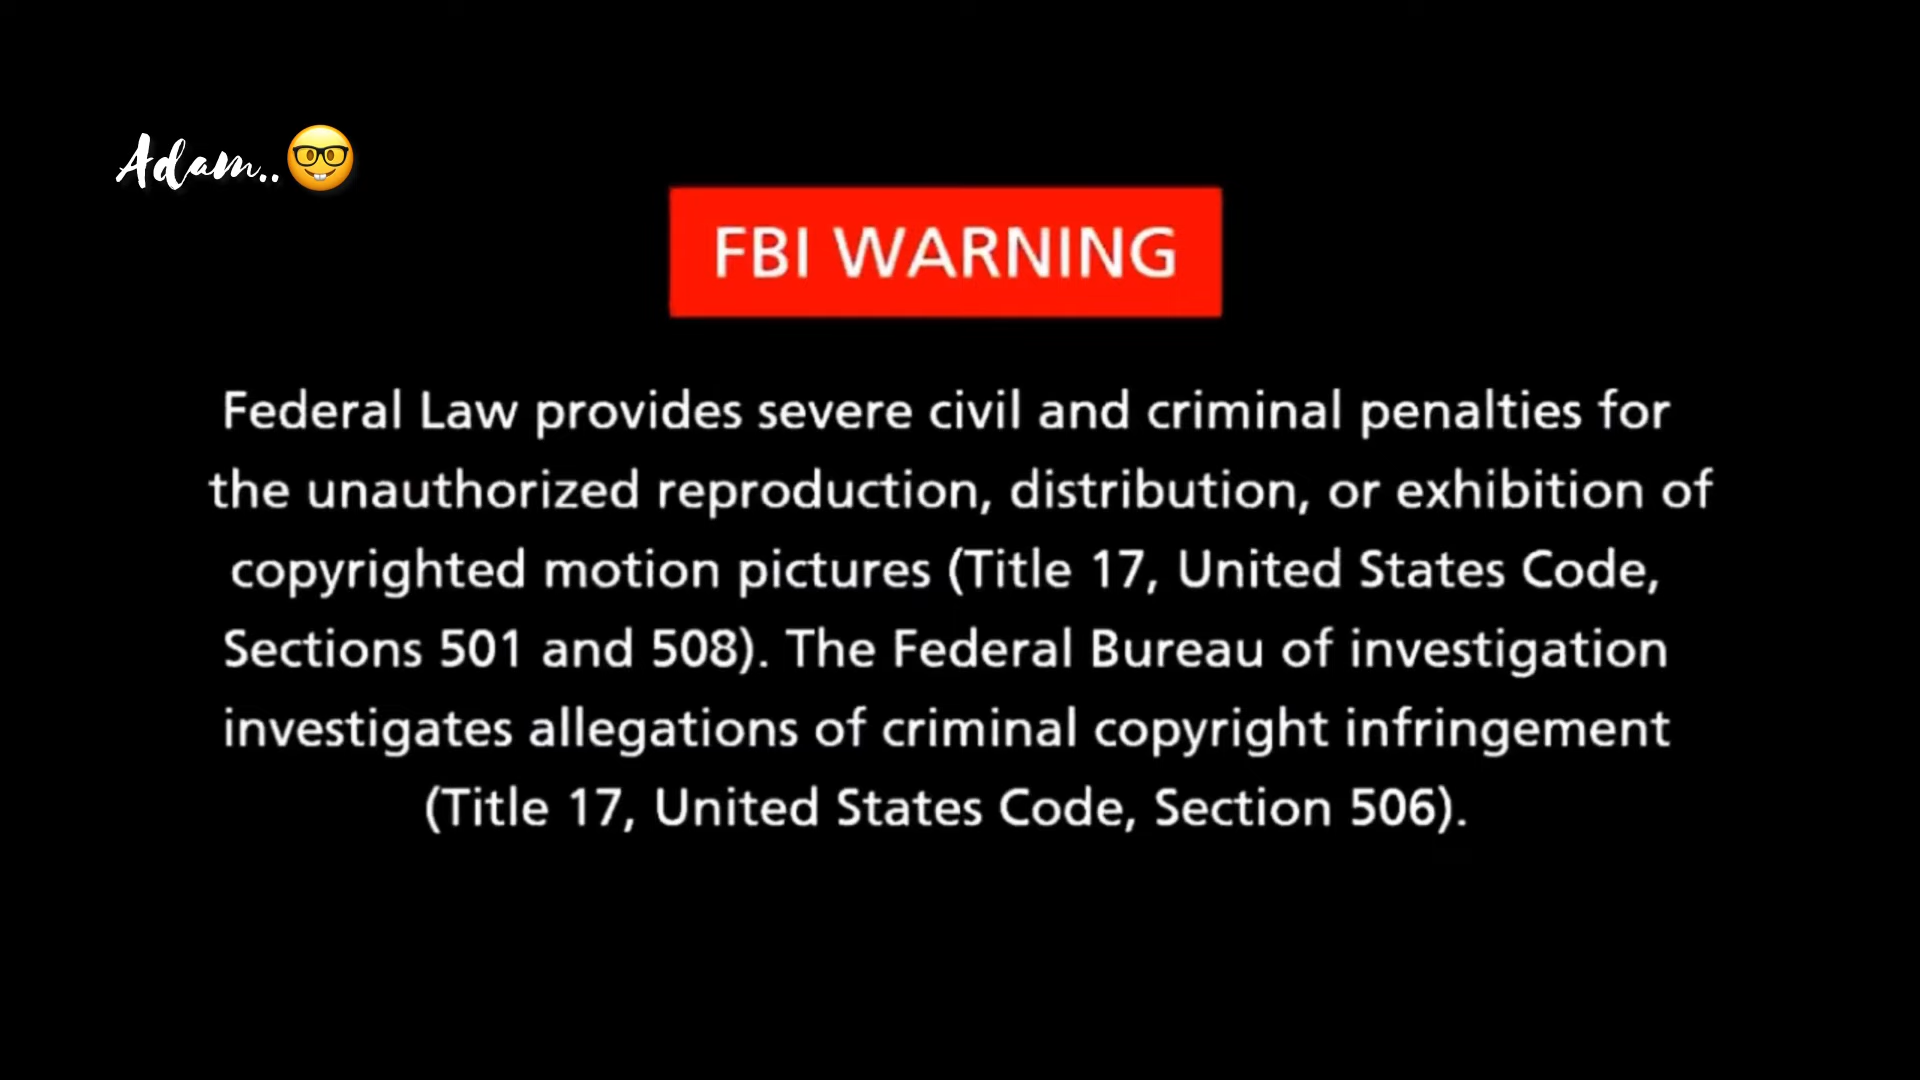 Adam..🤓
FBI WARNING
Federal Law provides severe civil and criminal penalties for
the unauthorized reproduction, distribution, or exhibition of
copyrighted motion pictures (Title 17, United States Code,
Sections 501 and 508). The Federal Bureau of investigation
investigates allegations of criminal copyright infringement
(Title 17, United States Code, Section 506).